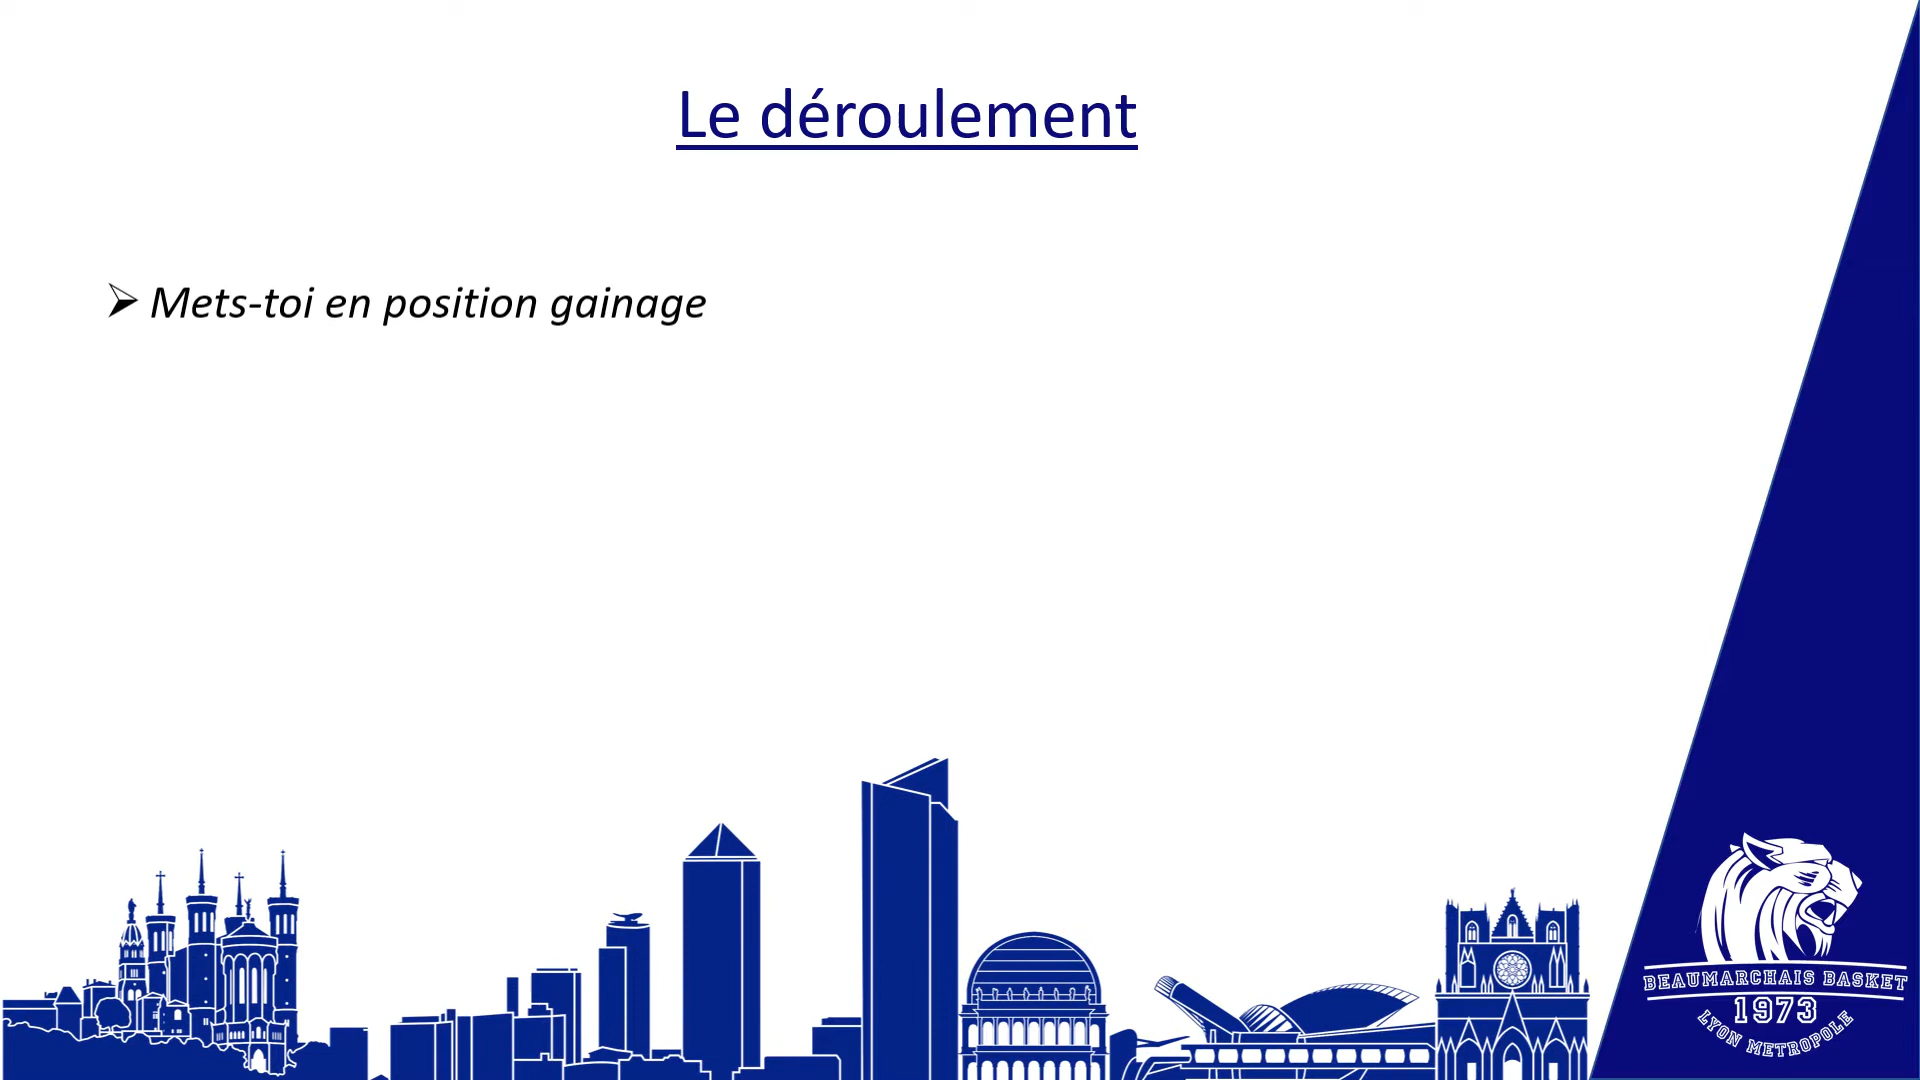 Le déroulement
➢ Mets-toi en position gainage
BEAUMARCHAIS BASKET
1973
LYON METROPOLE